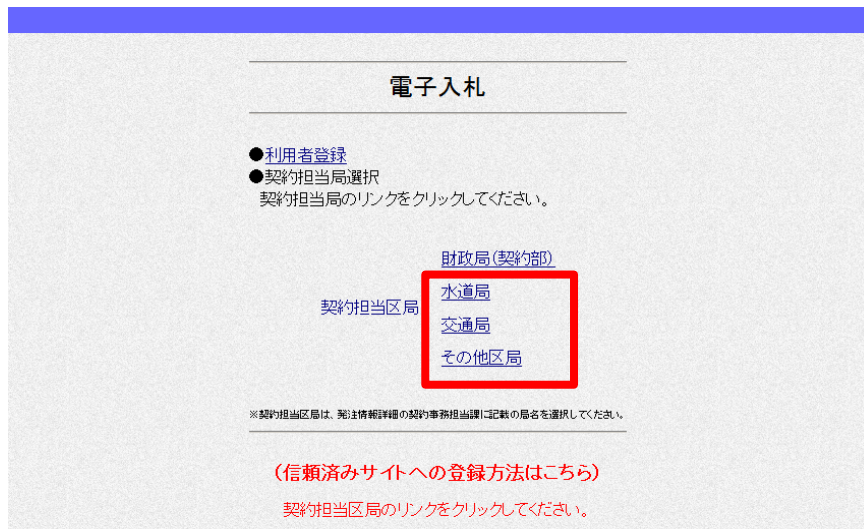 電子入札
●利用者登録
●契約担当局選択
契約担当局のリンクをクリックしてください。
財政局(契約部)
契約担当区局
水道局
交通局
その他区局
※契約担当区局は、発注情報詳細の契約事務担当課に記載の局名を選択してください。
(信頼済みサイトへの登録方法はこちら)
契約担当区局のリンクをクリックしてください。